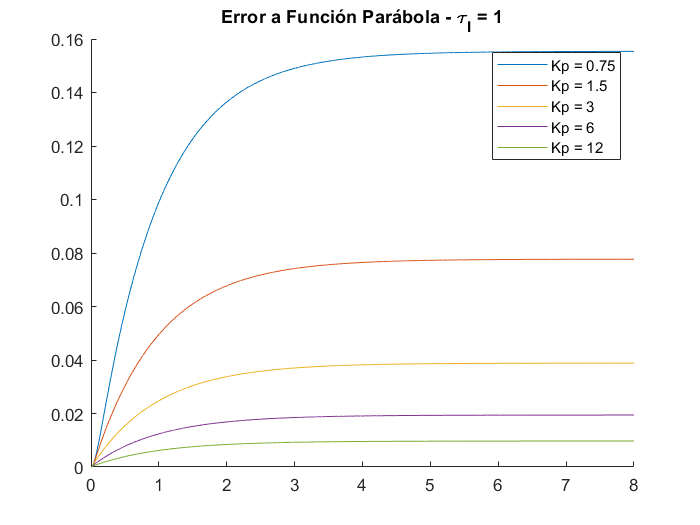 Error a Función Parábola - τI = 1
0.16
0.14
0.12
0.1
0.08
0.06
0.04
0.02
0
0 1 2 3 4 5 6 7 8
Kp = 0.75
Kp = 1.5
Kp = 3
Kp = 6
Kp = 12